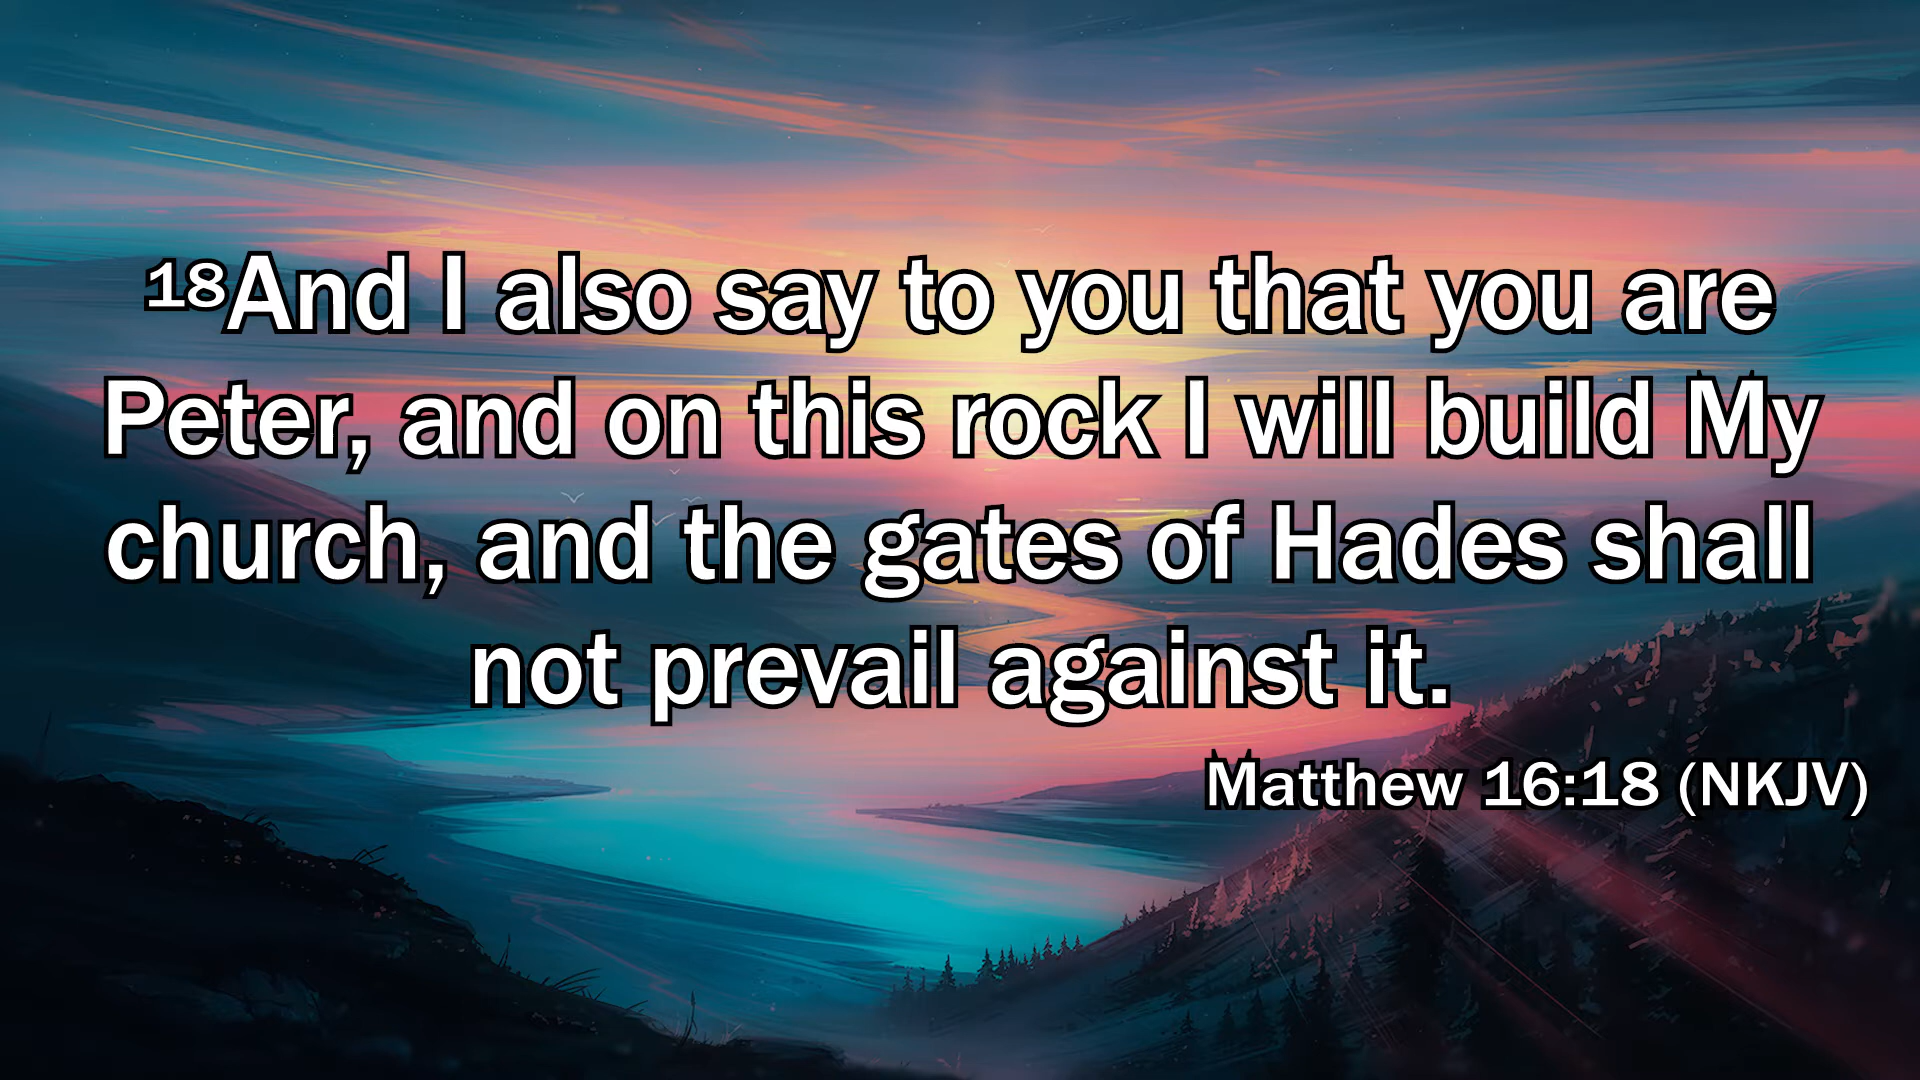 18And I also say to you that you are
Peter, and on this rock I will build My
church, and the gates of Hades shall
not prevail against it.
Matthew 16:18 (NKJV)